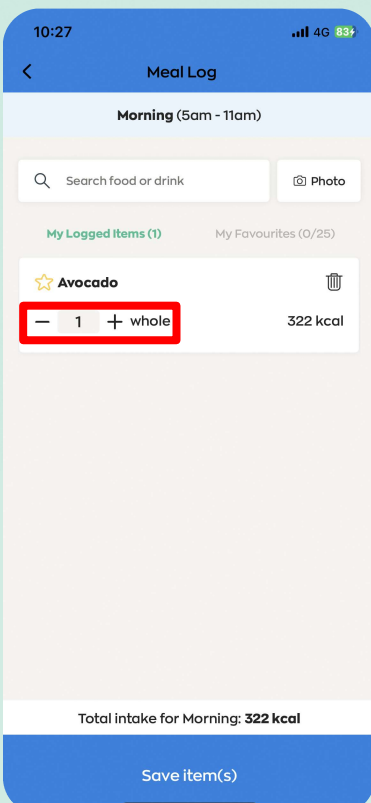 10:27 4G 83
Meal Log
Morning (5am - 11am)
Search food or drink Photo
My Logged Items (1) My Favourites (0/25)
Avocado
— 1 + whole 322 kcal
Total intake for Morning: 322 kcal
Save item(s)